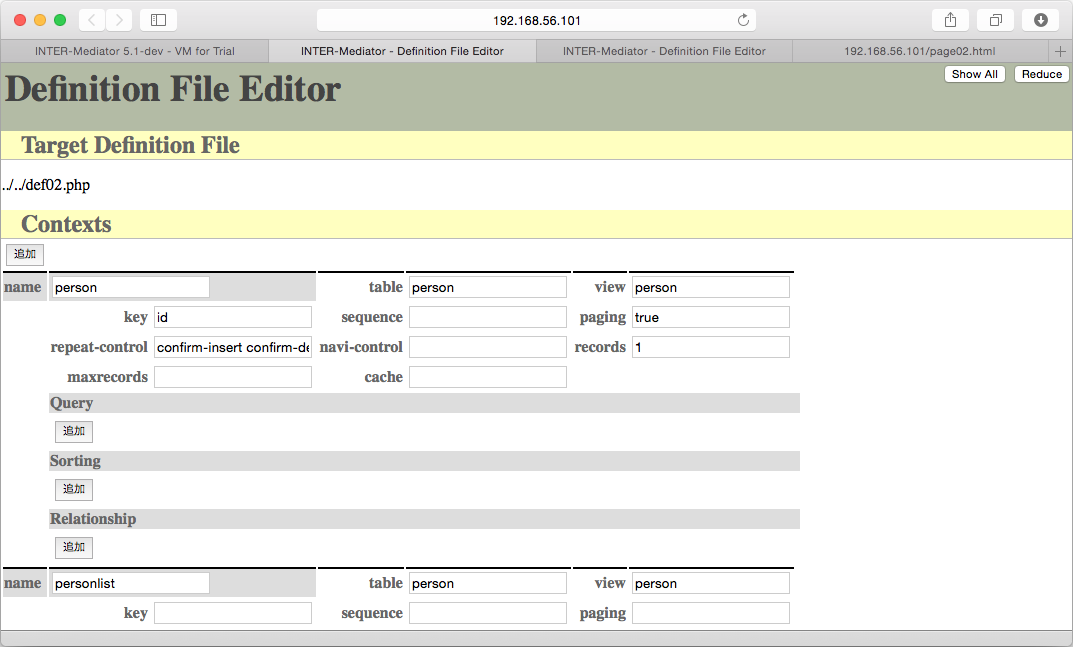 192.168.56.101
INTER-Mediator 5.1-dev - VM for Trial
INTER-Mediator - Definition File Editor
INTER-Mediator - Definition File Editor
192.168.56.101/page02.html
Definition File Editor
Show All
Reduce
Target Definition File
../../def02.php
Contexts
追加
name person table person view person
key id sequence paging true
repeat-control confirm-insert confirm-de navi-control records 1
maxrecords cache
Query
追加
Sorting
追加
Relationship
追加
name personlist table person view person
key sequence paging